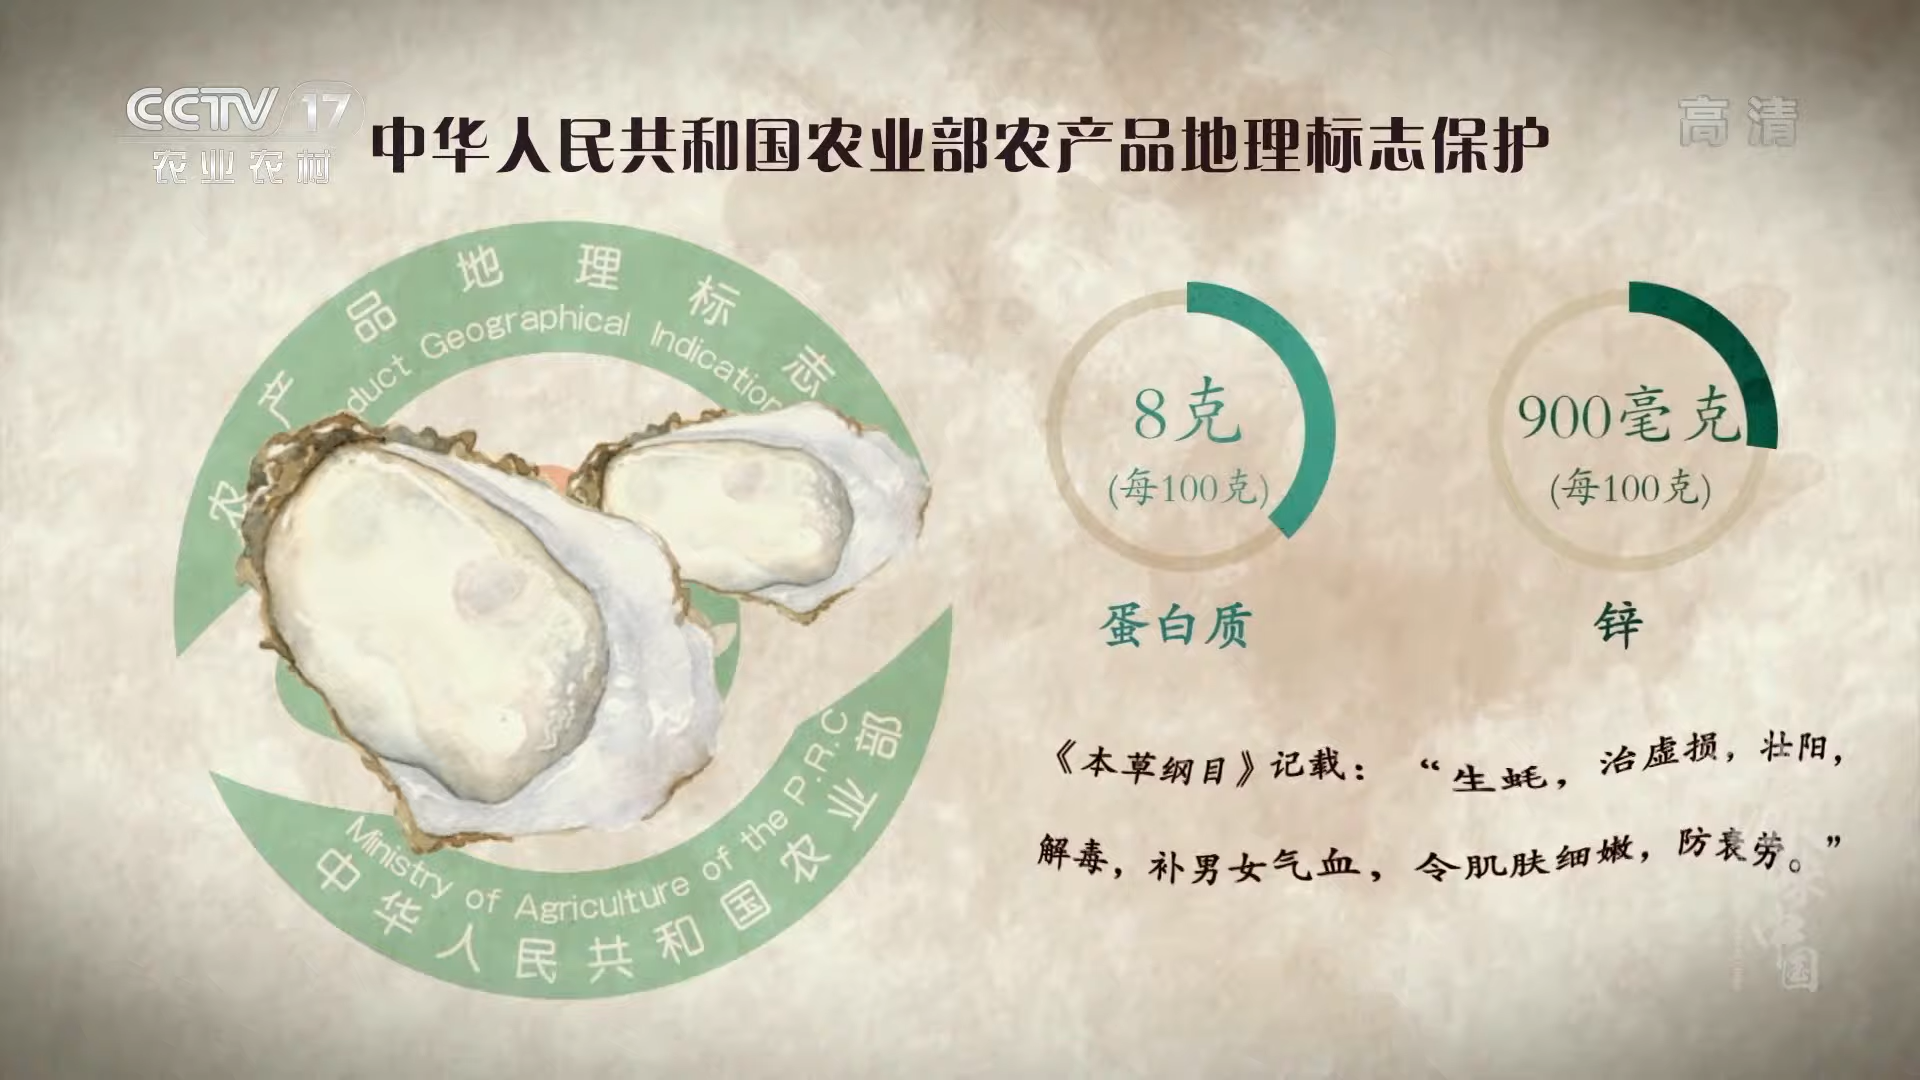 CCTV 17
农业农村
高清
中华人民共和国农业部农产品地理标志保护
农产品地理标志
duct Geographical Indication
Ministry of Agriculture of the P.R.C
中华人民共和国农业部
8克
(每100克)
蛋白质
900毫克
(每100克)
锌
《本草纲目》记载：“生蚝，治虚损，壮阳，
解毒，补男女气血，令肌肤细嫩，防衰劳。”
中国